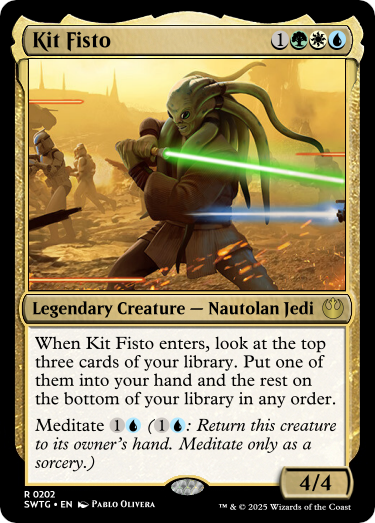 Kit Fisto 1
Legendary Creature — Nautolan Jedi
When Kit Fisto enters, look at the top
three cards of your library. Put one of
them into your hand and the rest on
the bottom of your library in any order.
Meditate 1 (1: Return this creature
to its owner's hand. Meditate only as a
sorcery.)
4/4
R 0202
SWTG • EN Pablo Olivera
™ & © 2025 Wizards of the Coast